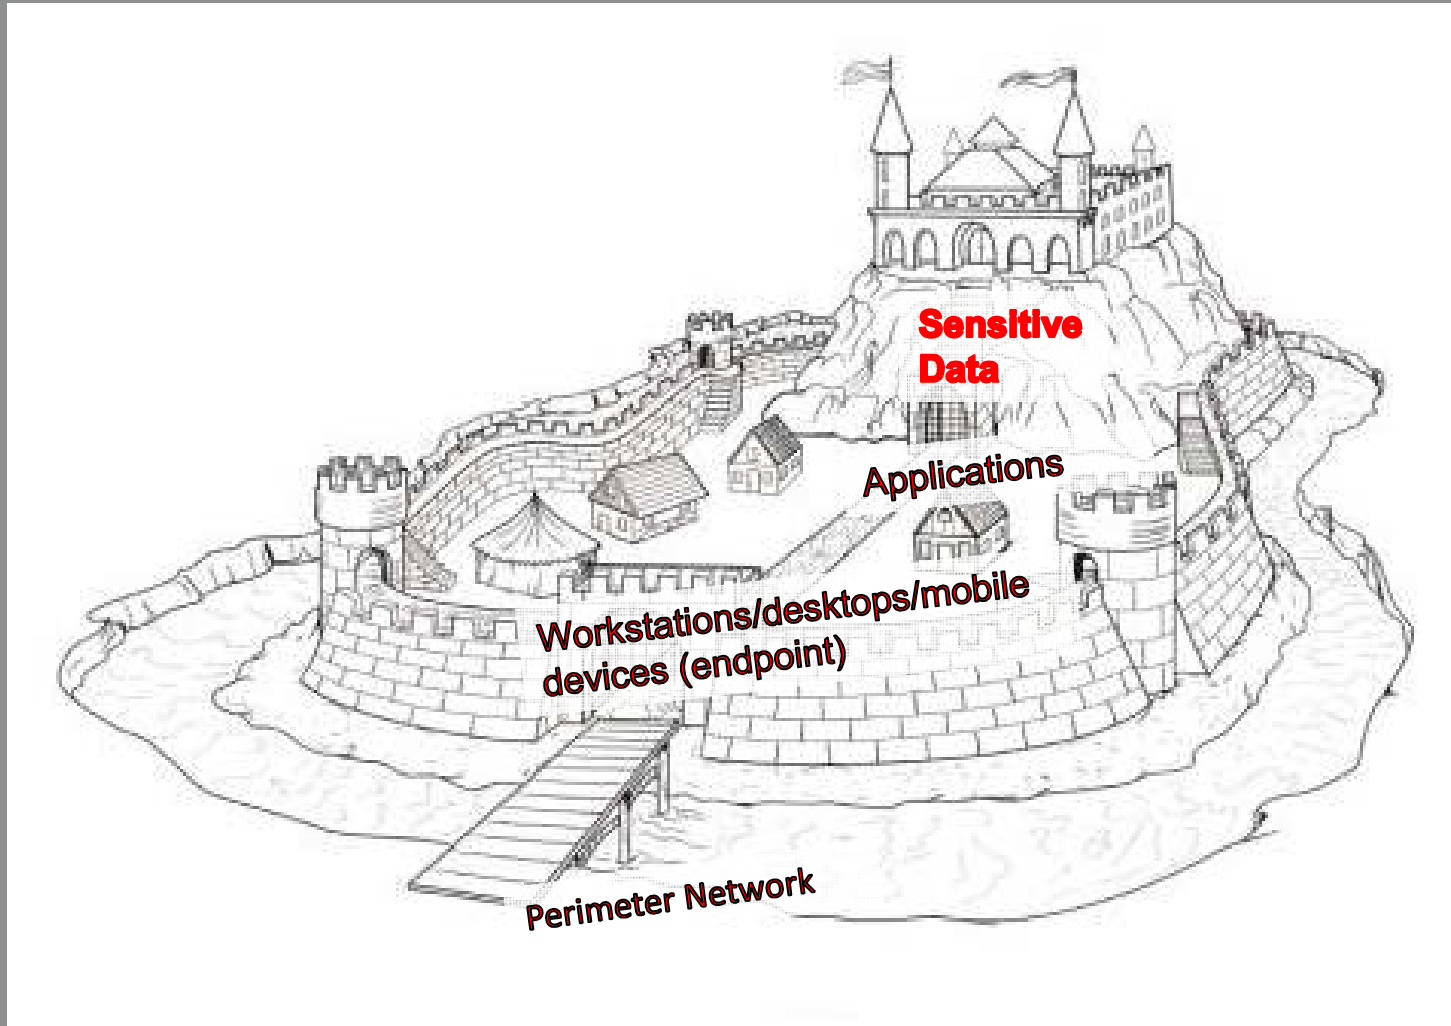 Sensitive
Data
Applications
Workstations/desktops/mobile
devices (endpoint)
Perimeter Network